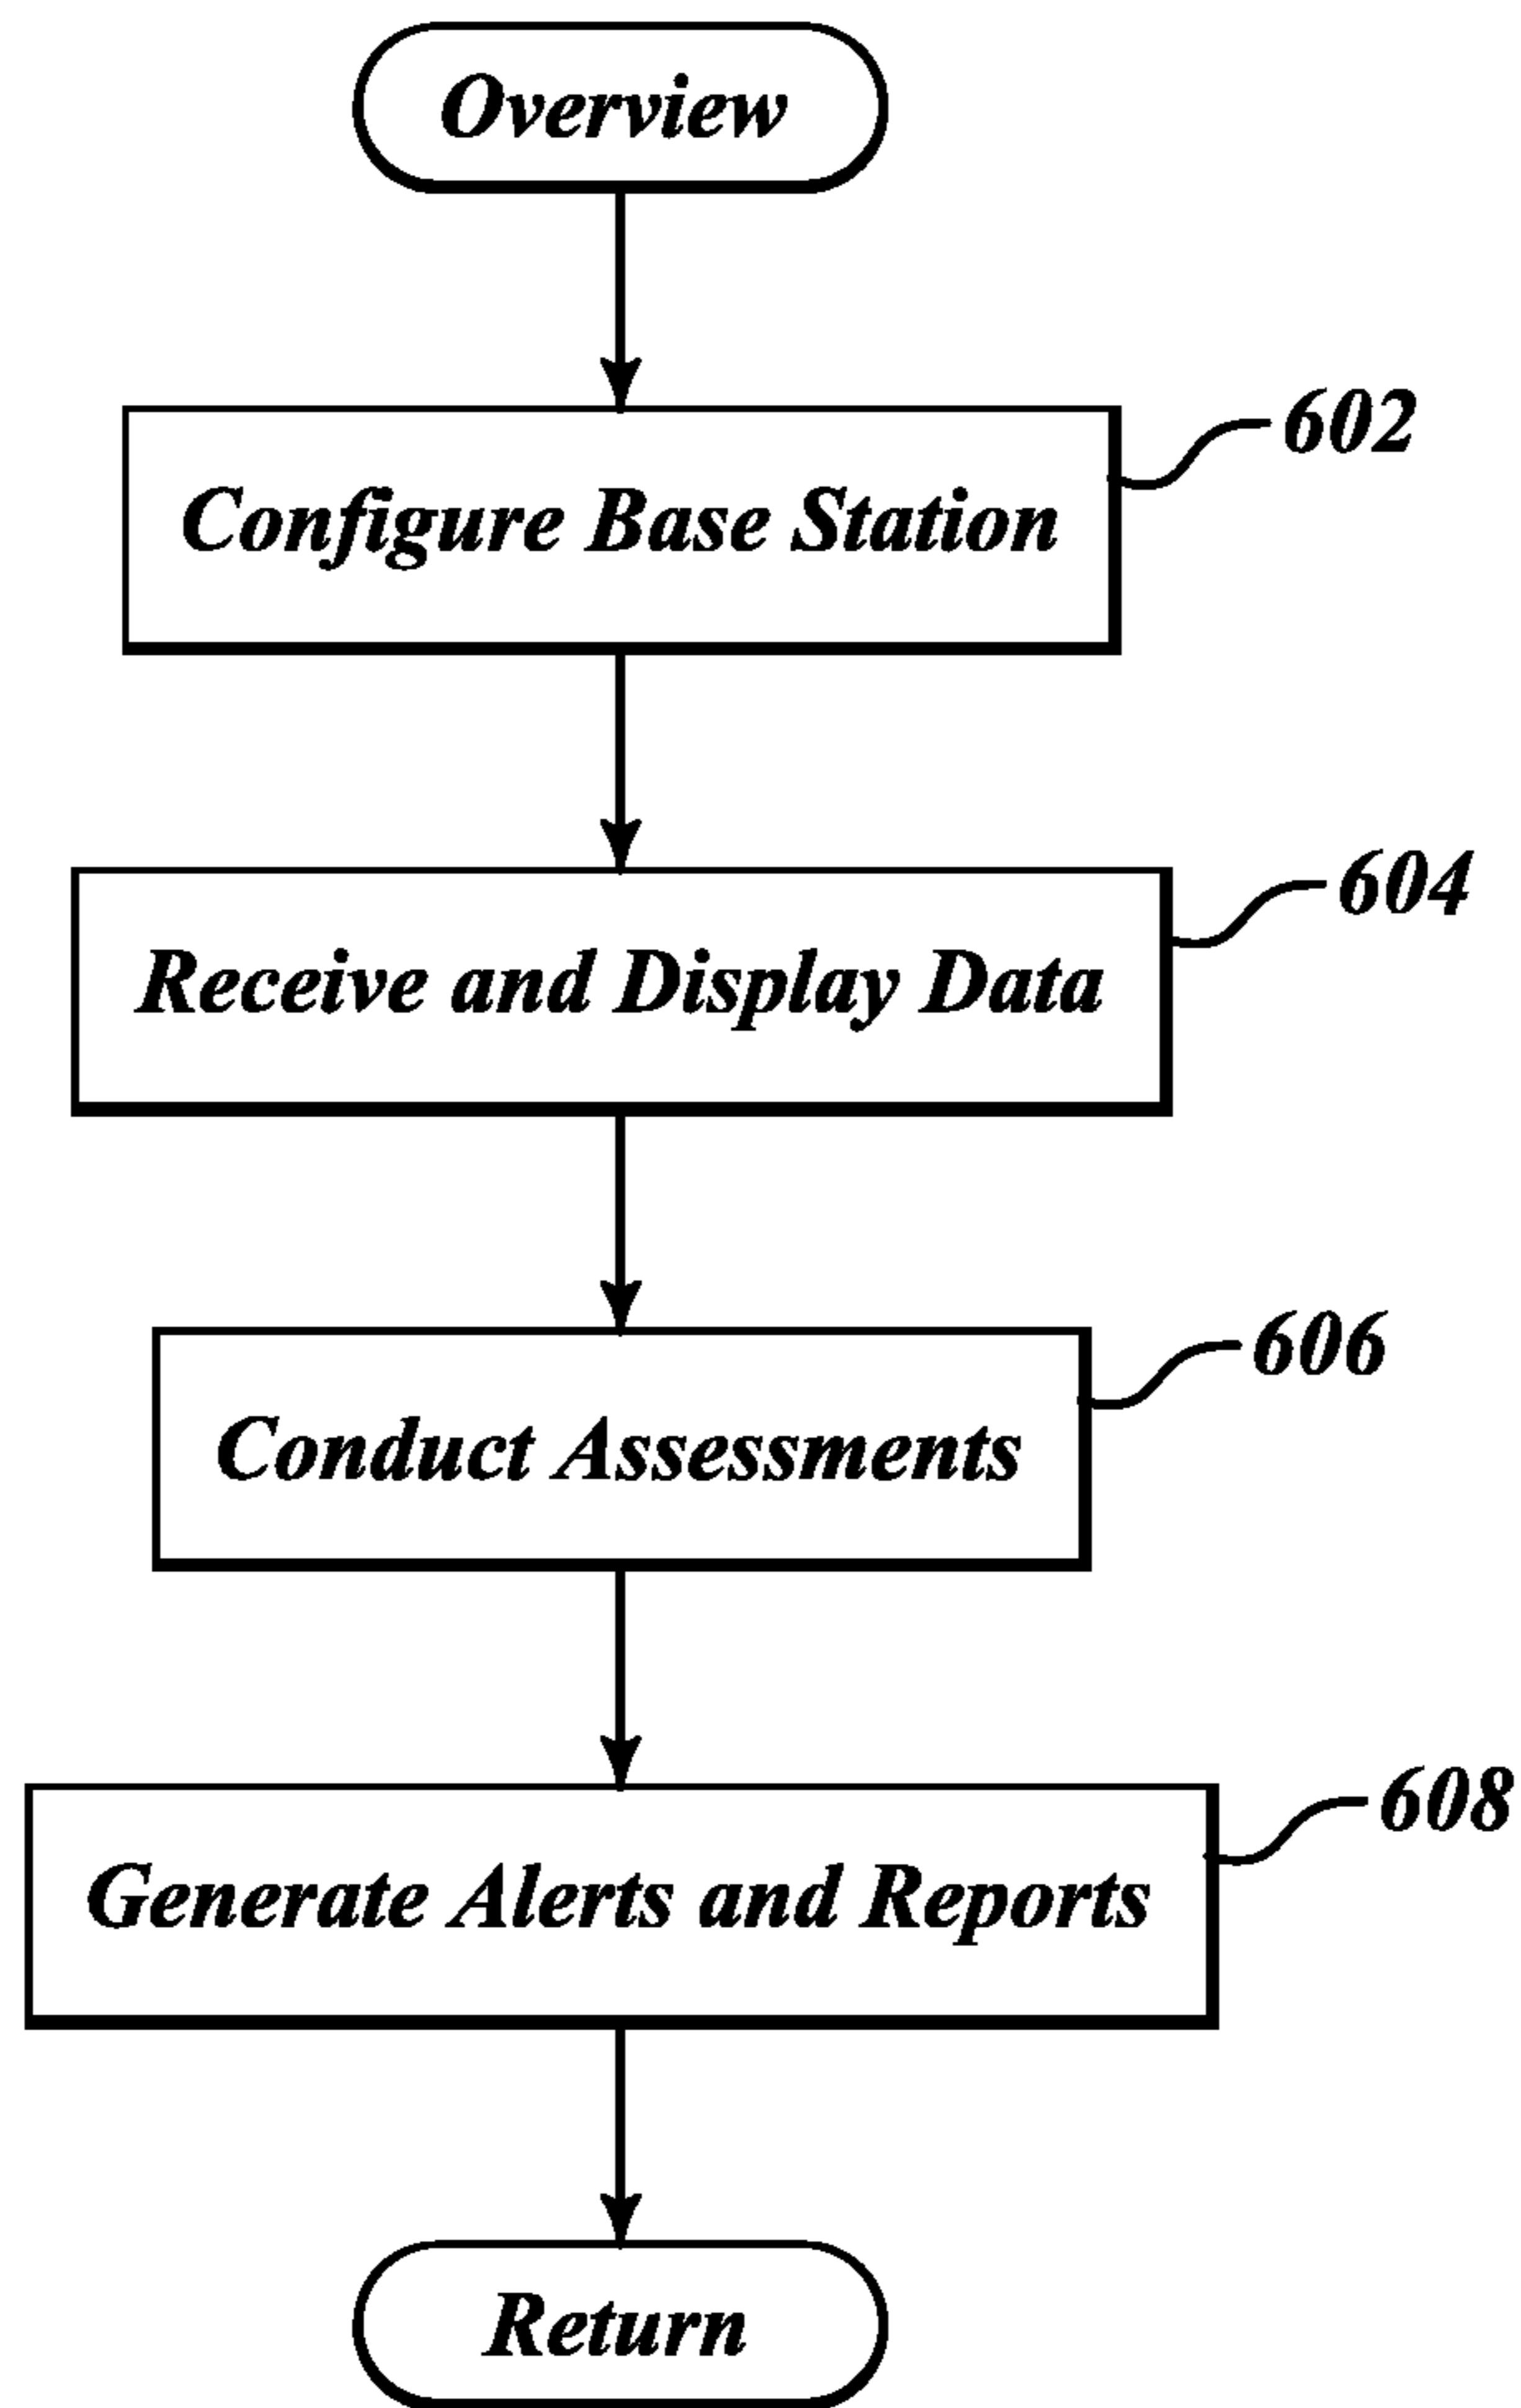 Overview
602
Configure Base Station
604
Receive and Display Data
606
Conduct Assessments
608
Generate Alerts and Reports
Return